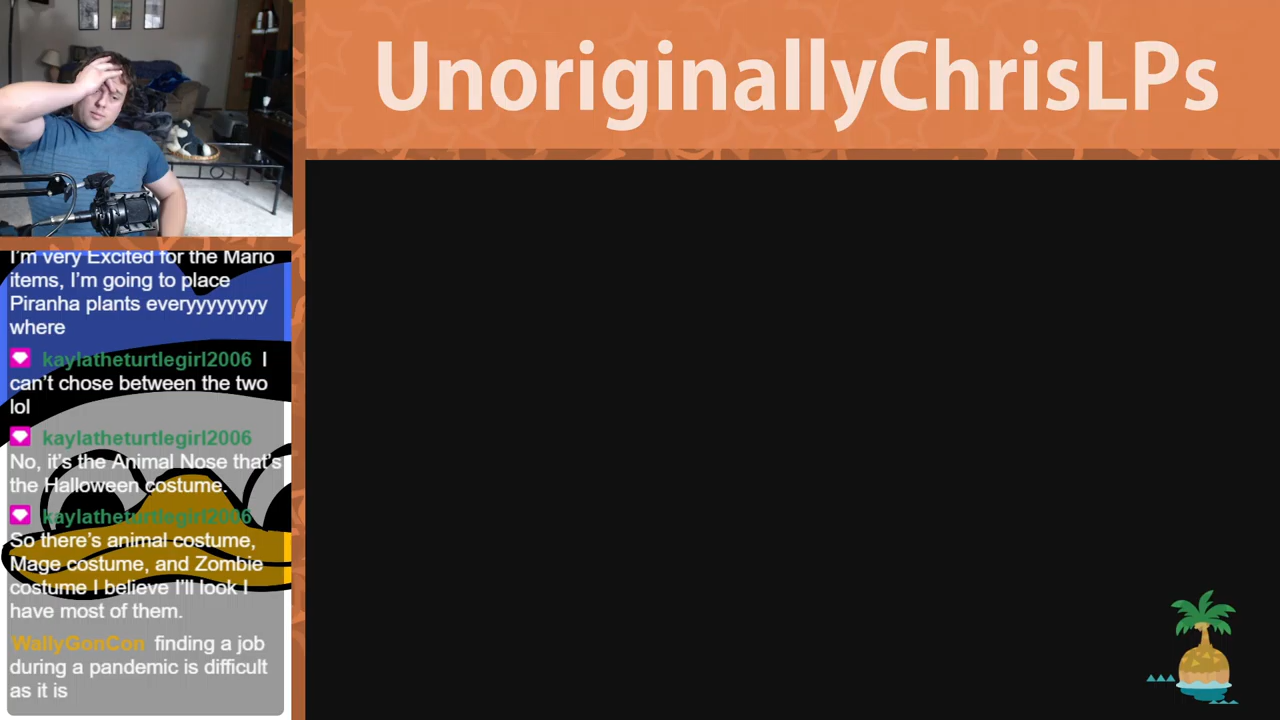 UnoriginallyChrisLPs
I'm very Excited for the Mario
items, I'm going to place
Piranha plants everyyyyyyyy
where
kaylatheturtlegirl2006 I
can't chose between the two
lol
kaylatheturtlegirl2006
No, it's the Animal Nose that's
the Halloween costume.
kaylatheturtlegirl2006
So there's animal costume,
Mage costume, and Zombie
costume I believe I'll look I
have most of them.
WallyGonCon finding a job
during a pandemic is difficult
as it is